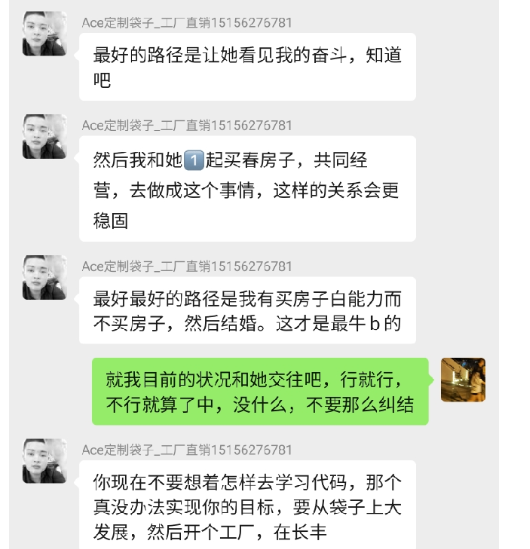 Ace定制袋子_工厂直销15156276781
最好的路径是让她看见我的奋斗，知道
吧
Ace定制袋子_工厂直销15156276781
然后我和她1️⃣起买春房子，共同经
营，去做成这个事情，这样的关系会更
稳固
Ace定制袋子_工厂直销15156276781
最好最好的路径是我有买房子白能力而
不买房子，然后结婚。这才是最牛b的
就我目前的状况和她交往吧，行就行，
不行就算了中，没什么，不要那么纠结
Ace定制袋子_工厂直销15156276781
你现在不要想着怎样去学习代码，那个
真没办法实现你的目标，要从袋子上大
发展，然后开个工厂，在长丰